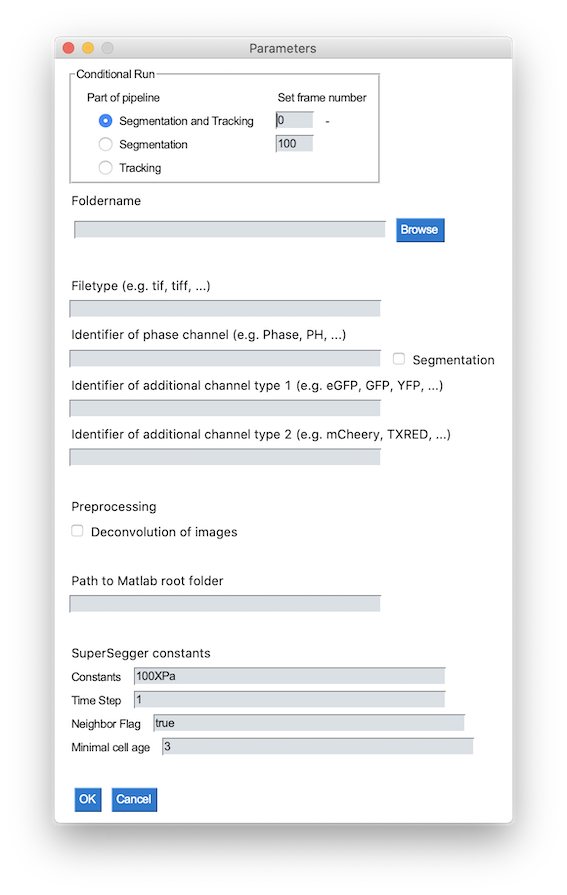 Parameters
Conditional Run
Part of pipeline Set frame number
Segmentation and Tracking 0 -
Segmentation 100
Tracking
Foldername
Browse
Filetype (e.g. tif, tiff, ...)
Identifier of phase channel (e.g. Phase, PH, ...)
Segmentation
Identifier of additional channel type 1 (e.g. eGFP, GFP, YFP, ...)
Identifier of additional channel type 2 (e.g. mCheery, TXRED, ...)
Preprocessing
Deconvolution of images
Path to Matlab root folder
SuperSegger constants
Constants 100XPa
Time Step 1
Neighbor Flag true
Minimal cell age 3
OK Cancel